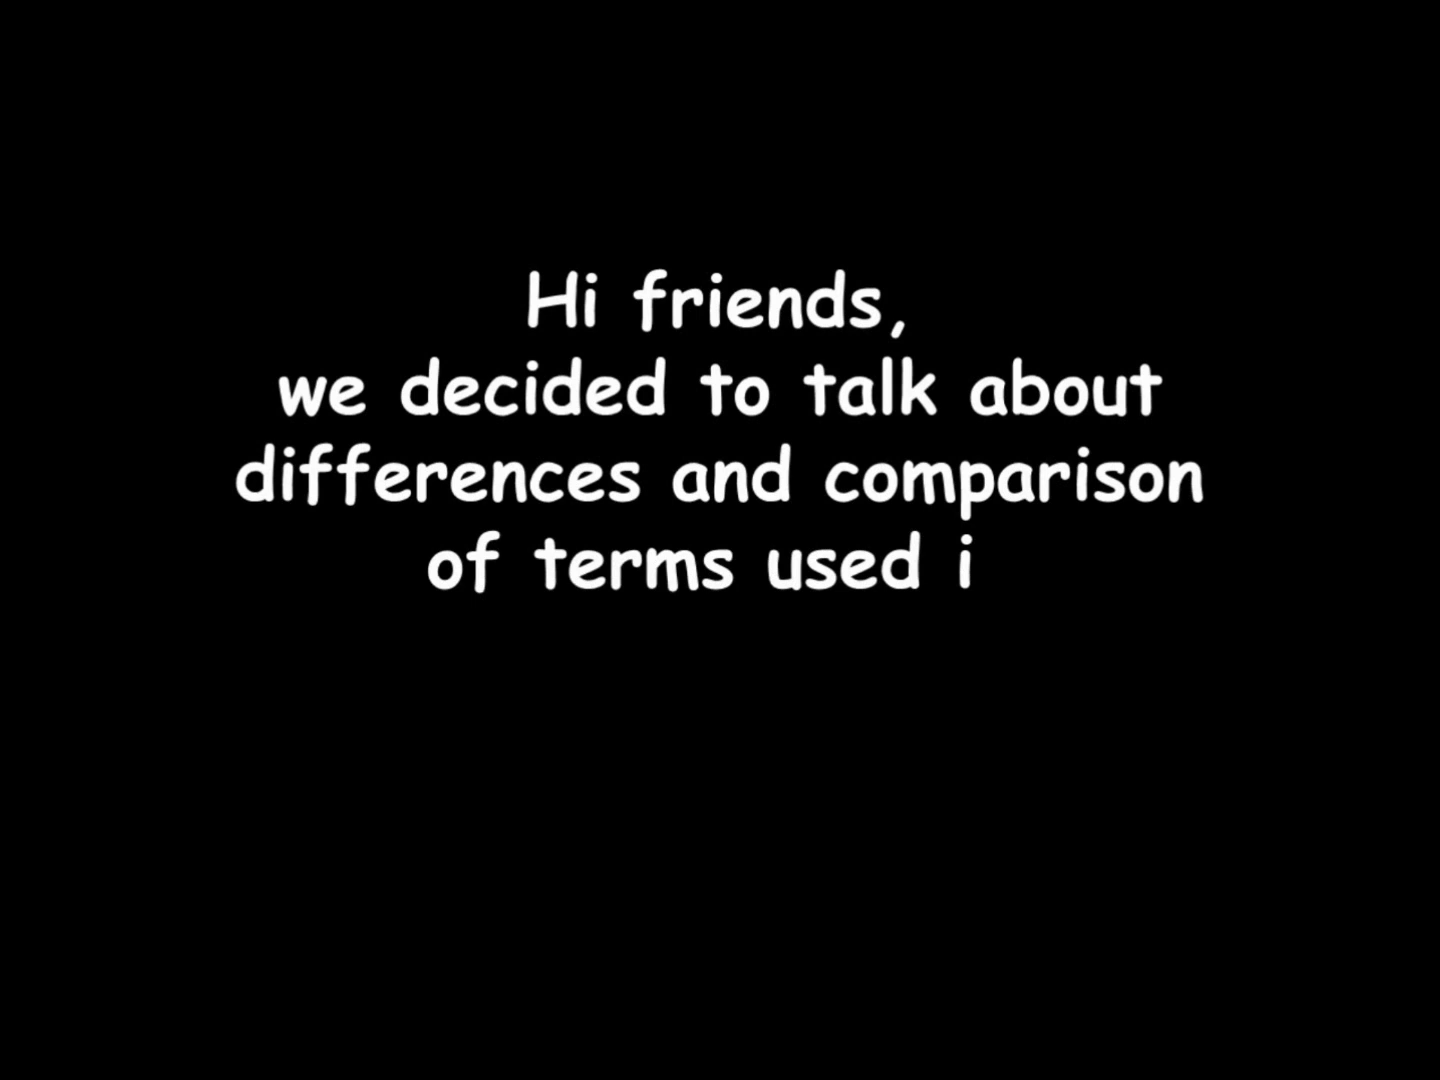 Hi friends,
we decided to talk about
differences and comparison
of terms used i